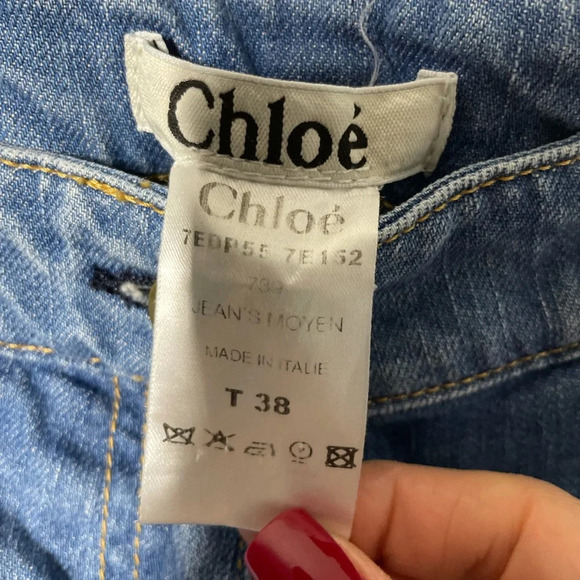 Chloé
Chloé
7EDP55 7E152
JEAN'S MOYEN
MADE IN ITALIE
T 38